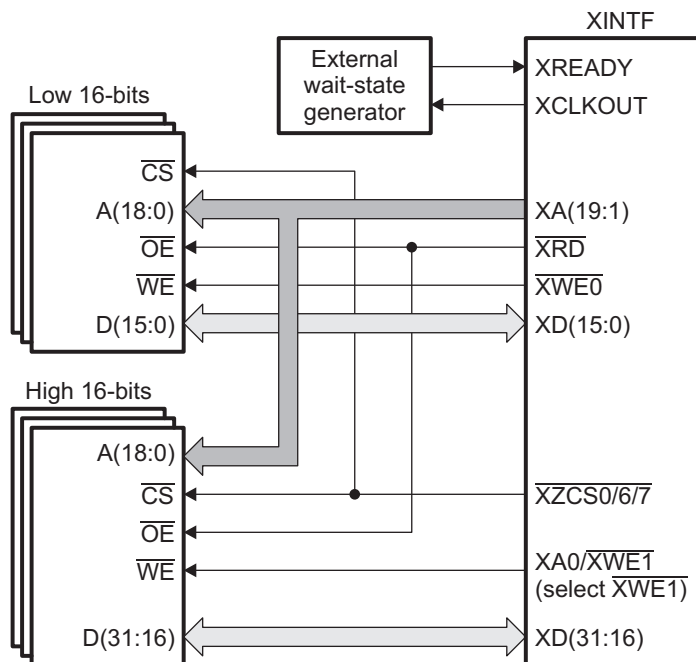 XINTF
External
wait-state
generator
XREADY
XCLKOUT
Low 16-bits
CS
A(18:0)
OE
WE
D(15:0)
XA(19:1)
XRD
XWE0
XD(15:0)
High 16-bits
A(18:0)
CS
OE
WE
D(31:16)
XZCS0/6/7
XA0/XWE1
(select XWE1)
XD(31:16)